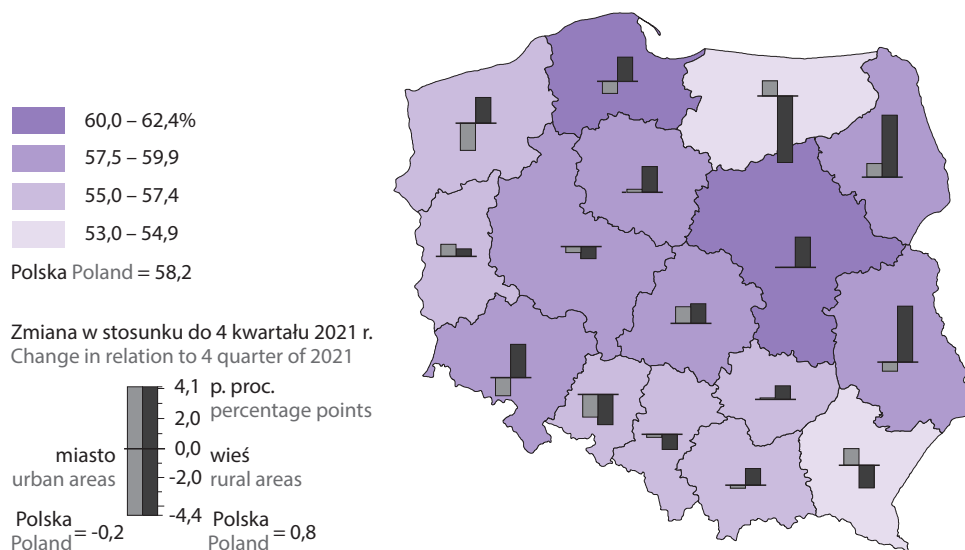 60,0 – 62,4%
57,5 – 59,9
55,0 – 57,4
53,0 – 54,9
Polska Poland = 58,2
Zmiana w stosunku do 4 kwartału 2021 r.
Change in relation to 4 quarter of 2021
4,1 p. proc.
percentage points
2,0
miasto 0,0 wieś
urban areas -2,0 rural areas
-4,4
Polska
Poland = -0,2
Polska
Poland = 0,8